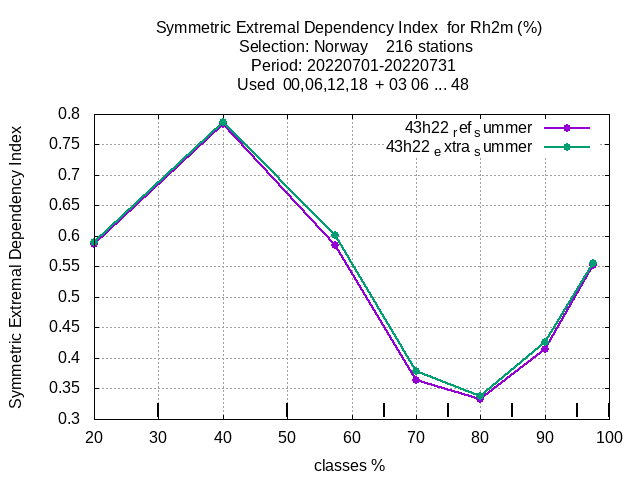 Symmetric Extremal Dependency Index  for Rh2m (%)
Selection: Norway    216 stations
Period: 20220701-20220731
Used  00,06,12,18  + 03 06 ... 48
43h22 ref summer
43h22 extra summer
Symmetric Extremal Dependency Index
0.8
0.75
0.7
0.65
0.6
0.55
0.5
0.45
0.4
0.35
0.3
20 30 40 50 60 70 80 90 100
classes %